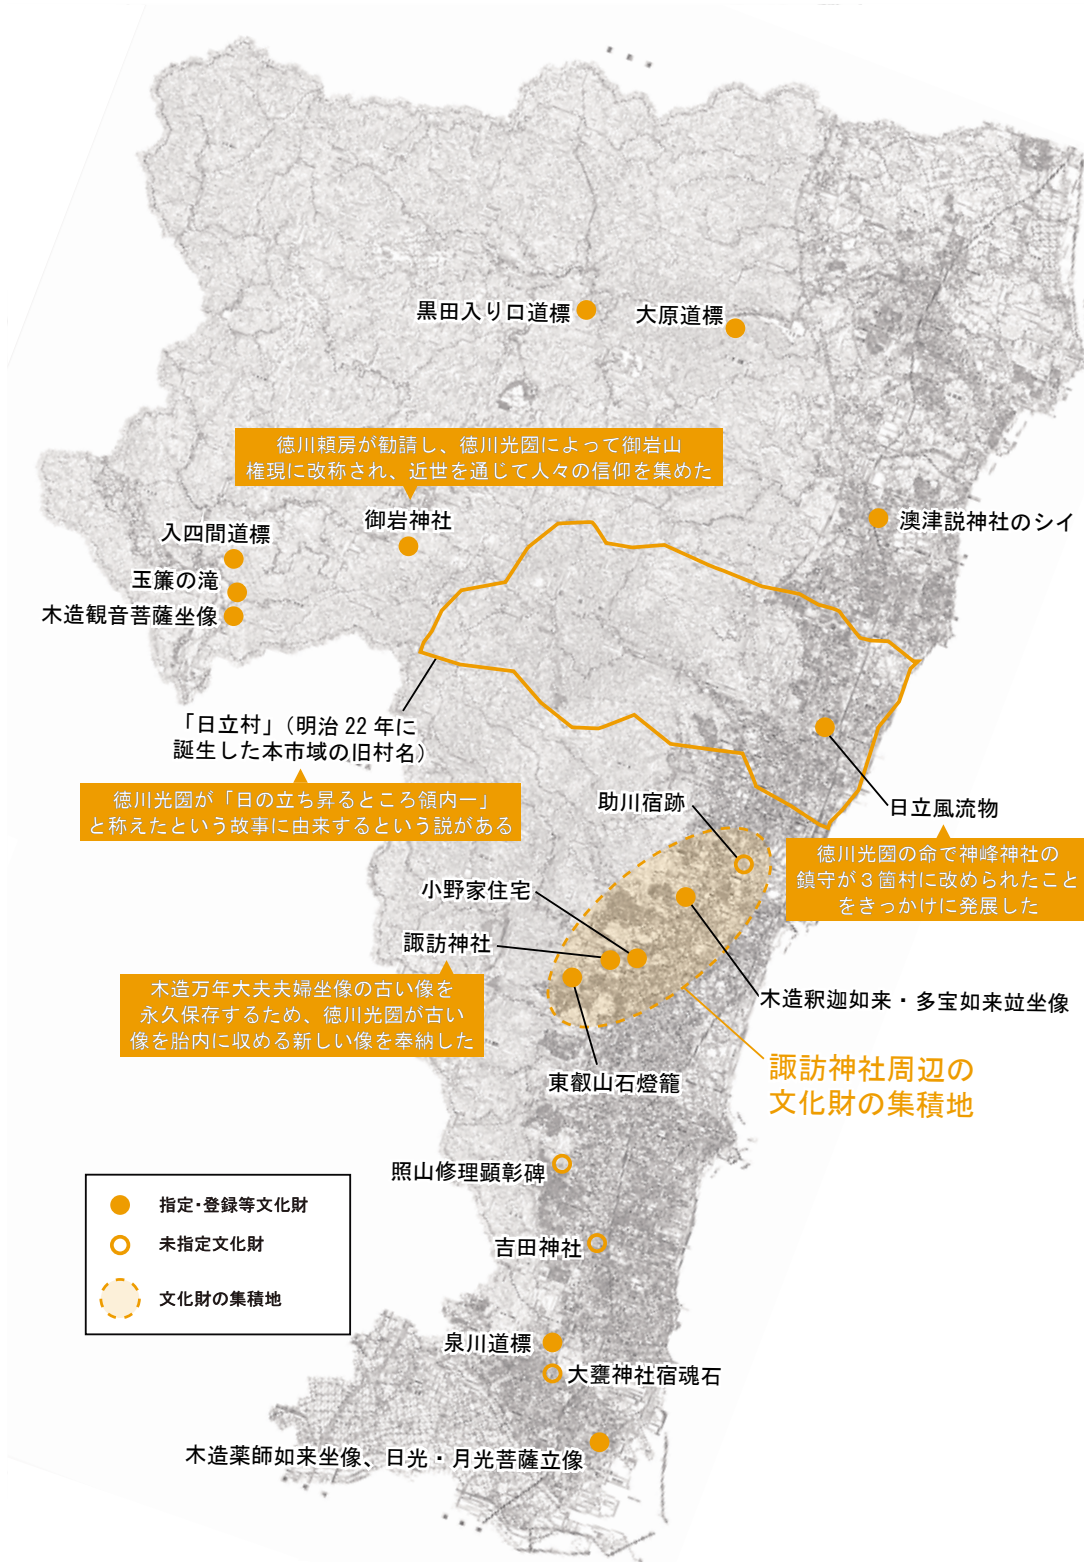 黒田入り口道標
大原道標
徳川頼房が勧請し、徳川光圀によって御岩山
権現に改称され、近世を通じて人々の信仰を集めた
御岩神社
澳津説神社のシイ
入四間道標
玉簾の滝
木造観音菩薩坐像
「日立村」（明治 22 年に
誕生した本市域の旧村名）
徳川光圀が「日の立ち昇るところ領内一」
と称えたという故事に由来するという説がある
助川宿跡
日立風流物
徳川光圀の命で神峰神社の
鎮守が３箇村に改められたこと
をきっかけに発展した
小野家住宅
諏訪神社
木造万年大夫夫婦坐像の古い像を
永久保存するため、徳川光圀が古い
像を胎内に収める新しい像を奉納した
木造釈迦如来・多宝如来竝坐像
東叡山石燈籠
諏訪神社周辺の
文化財の集積地
照山修理顕彰碑
指定・登録等文化財
未指定文化財
文化財の集積地
吉田神社
泉川道標
大甕神社宿魂石
木造薬師如来坐像、日光・月光菩薩立像